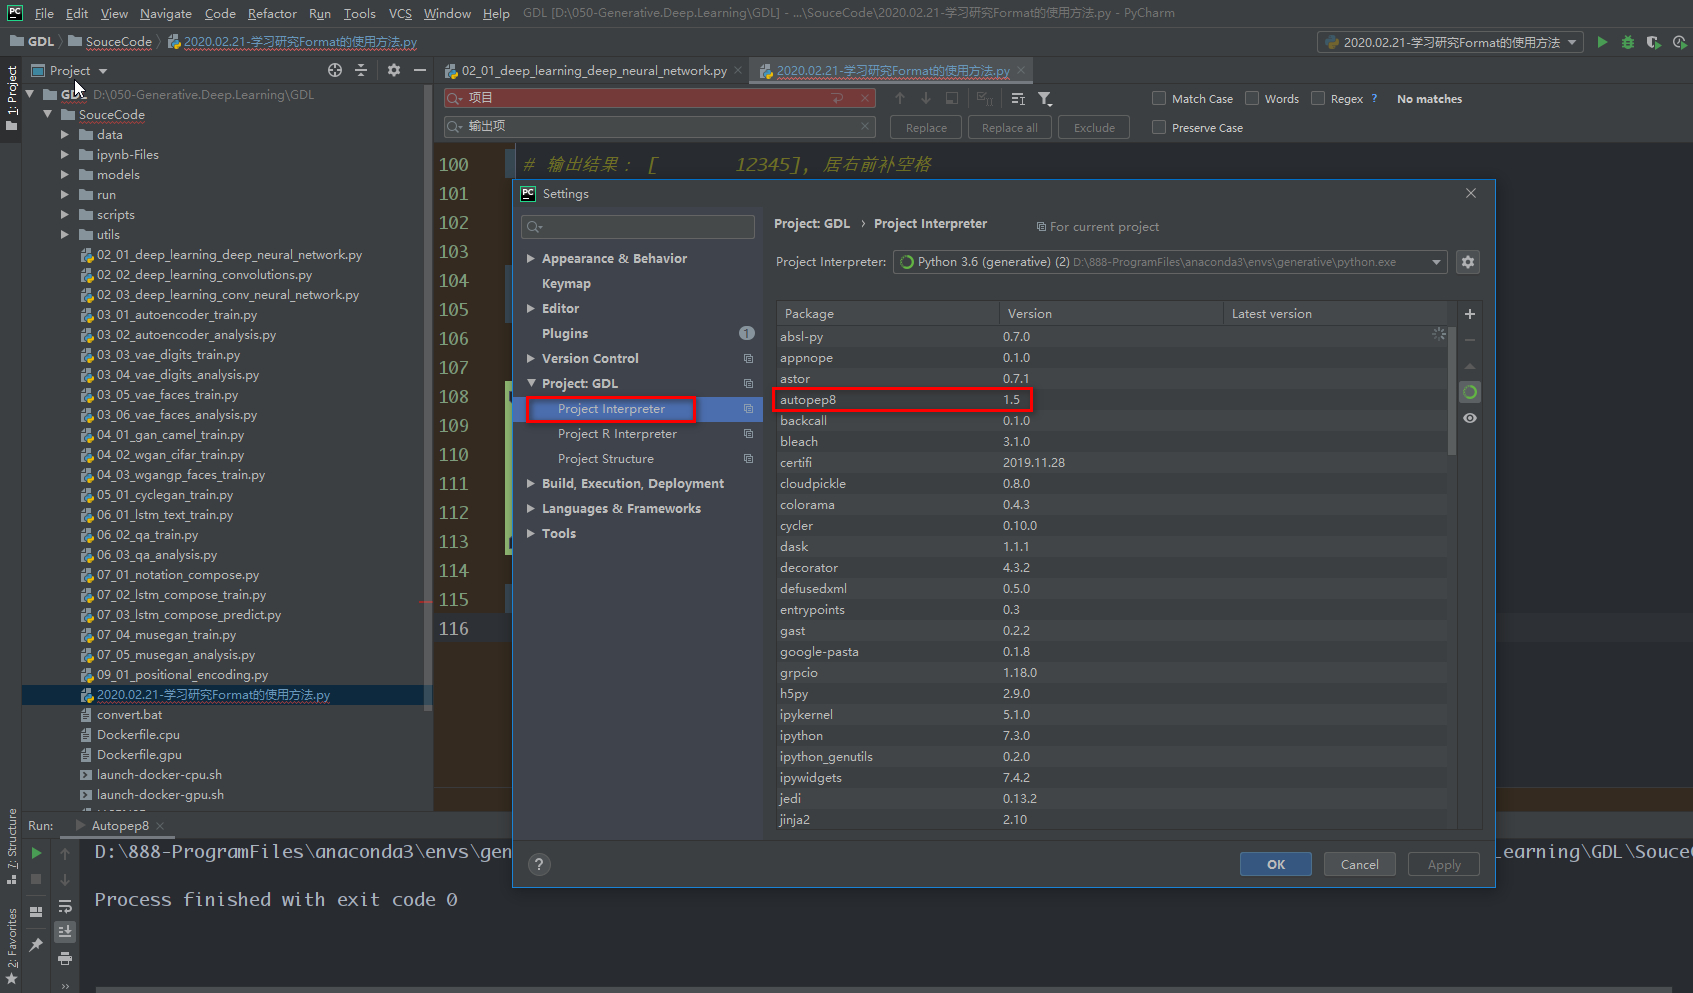 File Edit View Navigate Code Refactor Run Tools VCS Window Help GDL [D:\050-Generative.Deep.Learning\GDL] - ...\SouceCode\2020.02.21-学习研究Format的使用方法.py - PyCharm
GDL SouceCode 2020.02.21-学习研究Format的使用方法.py
2020.02.21-学习研究Format的使用方法
1: Project
7: Structure
2: Favorites
Project
GDL D:\050-Generative.Deep.Learning\GDL
SouceCode
data
ipynb-Files
models
run
scripts
utils
02_01_deep_learning_deep_neural_network.py
02_02_deep_learning_convolutions.py
02_03_deep_learning_conv_neural_network.py
03_01_autoencoder_train.py
03_02_autoencoder_analysis.py
03_03_vae_digits_train.py
03_04_vae_digits_analysis.py
03_05_vae_faces_train.py
03_06_vae_faces_analysis.py
04_01_gan_camel_train.py
04_02_wgan_cifar_train.py
04_03_wgangp_faces_train.py
05_01_cyclegan_train.py
06_01_lstm_text_train.py
06_02_qa_train.py
06_03_qa_analysis.py
07_01_notation_compose.py
07_02_lstm_compose_train.py
07_03_lstm_compose_predict.py
07_04_musegan_train.py
07_05_musegan_analysis.py
09_01_positional_encoding.py
2020.02.21-学习研究Format的使用方法.py
convert.bat
Dockerfile.cpu
Dockerfile.gpu
launch-docker-cpu.sh
launch-docker-gpu.sh
02_01_deep_learning_deep_neural_network.py 2020.02.21-学习研究Format的使用方法.py
项目
Match Case Words Regex ? No matches
输出项
Replace Replace all Exclude Preserve Case
100 # 输出结果： [ 12345], 居右前补空格
101
102
103
104
105
106
107
108
109
110
111
112
113
114
115
116
Settings
Appearance & Behavior
Keymap
Editor
Plugins 1
Version Control
Project: GDL
Project Interpreter
Project R Interpreter
Project Structure
Build, Execution, Deployment
Languages & Frameworks
Tools
Project: GDL › Project Interpreter For current project
Project Interpreter: Python 3.6 (generative) (2) D:\888-ProgramFiles\anaconda3\envs\generative\python.exe
Package Version Latest version
absl-py 0.7.0
appnope 0.1.0
astor 0.7.1
autopep8 1.5
backcall 0.1.0
bleach 3.1.0
certifi 2019.11.28
cloudpickle 0.8.0
colorama 0.4.3
cycler 0.10.0
dask 1.1.1
decorator 4.3.2
defusedxml 0.5.0
entrypoints 0.3
gast 0.2.2
google-pasta 0.1.8
grpcio 1.18.0
h5py 2.9.0
ipykernel 5.1.0
ipython 7.3.0
ipython_genutils 0.2.0
ipywidgets 7.4.2
jedi 0.13.2
jinja2 2.10
? OK Cancel Apply
Run: Autopep8
D:\888-ProgramFiles\anaconda3\envs\gen .earning\GDL\Souce
Process finished with exit code 0